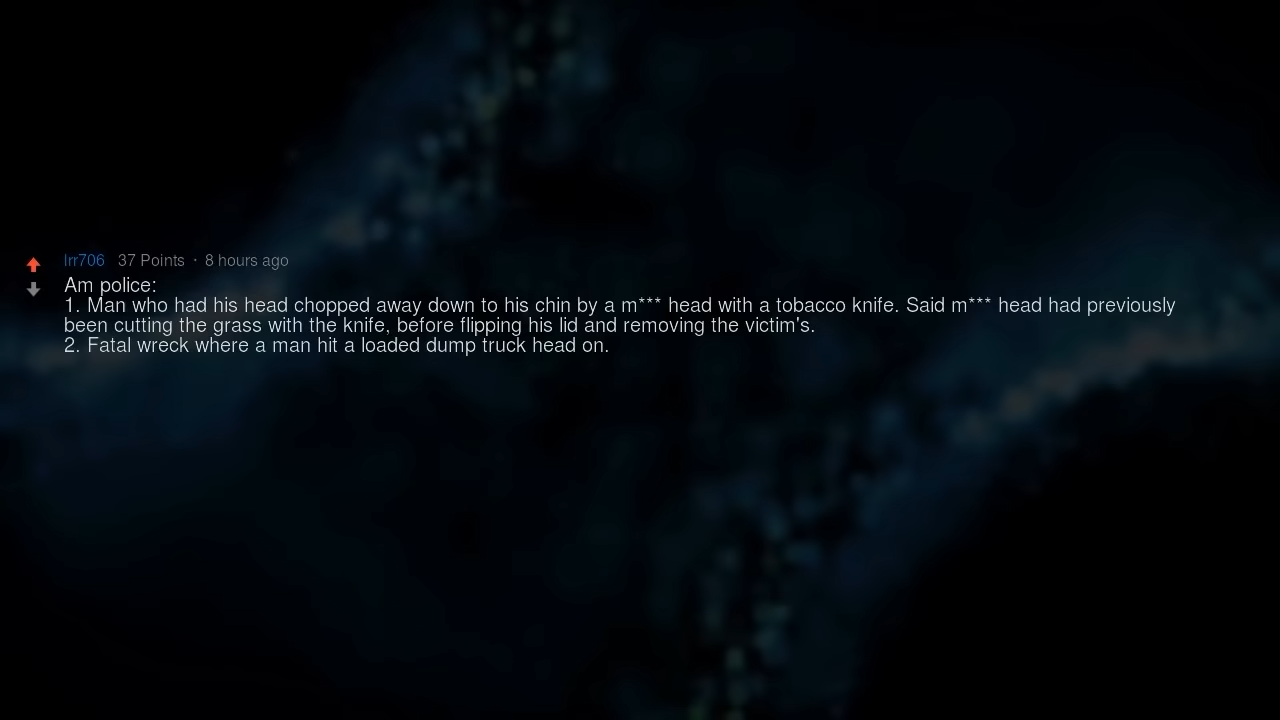 lrr706 37 Points · 8 hours ago
Am police:
1. Man who had his head chopped away down to his chin by a m*** head with a tobacco knife. Said m*** head had previously
been cutting the grass with the knife, before flipping his lid and removing the victim's.
2. Fatal wreck where a man hit a loaded dump truck head on.